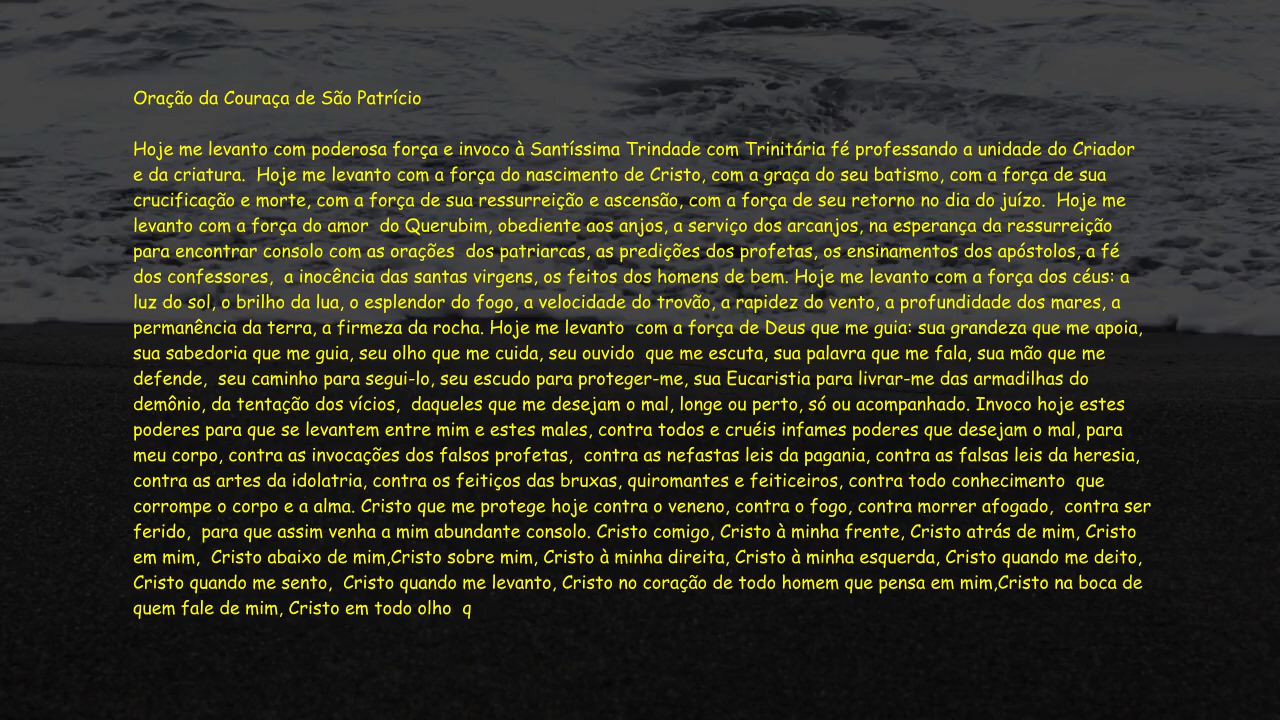 Oração da Couraça de São Patrício
Hoje me levanto com poderosa força e invoco à Santíssima Trindade com Trinitária fé professando a unidade do Criador
e da criatura.  Hoje me levanto com a força do nascimento de Cristo, com a graça do seu batismo, com a força de sua
crucificação e morte, com a força de sua ressurreição e ascensão, com a força de seu retorno no dia do juízo.  Hoje me
levanto com a força do amor  do Querubim, obediente aos anjos, a serviço dos arcanjos, na esperança da ressurreição
para encontrar consolo com as orações  dos patriarcas, as predições dos profetas, os ensinamentos dos apóstolos, a fé
dos confessores,  a inocência das santas virgens, os feitos dos homens de bem. Hoje me levanto com a força dos céus: a
luz do sol, o brilho da lua, o esplendor do fogo, a velocidade do trovão, a rapidez do vento, a profundidade dos mares, a
permanência da terra, a firmeza da rocha. Hoje me levanto  com a força de Deus que me guia: sua grandeza que me apoia,
sua sabedoria que me guia, seu olho que me cuida, seu ouvido  que me escuta, sua palavra que me fala, sua mão que me
defende,  seu caminho para segui-lo, seu escudo para proteger-me, sua Eucaristia para livrar-me das armadilhas do
demônio, da tentação dos vícios,  daqueles que me desejam o mal, longe ou perto, só ou acompanhado. Invoco hoje estes
poderes para que se levantem entre mim e estes males, contra todos e cruéis infames poderes que desejam o mal, para
meu corpo, contra as invocações dos falsos profetas,  contra as nefastas leis da pagania, contra as falsas leis da heresia,
contra as artes da idolatria, contra os feitiços das bruxas, quiromantes e feiticeiros, contra todo conhecimento  que
corrompe o corpo e a alma. Cristo que me protege hoje contra o veneno, contra o fogo, contra morrer afogado,  contra ser
ferido,  para que assim venha a mim abundante consolo. Cristo comigo, Cristo à minha frente, Cristo atrás de mim, Cristo
em mim,  Cristo abaixo de mim,Cristo sobre mim, Cristo à minha direita, Cristo à minha esquerda, Cristo quando me deito,
Cristo quando me sento,  Cristo quando me levanto, Cristo no coração de todo homem que pensa em mim,Cristo na boca de
quem fale de mim, Cristo em todo olho  q